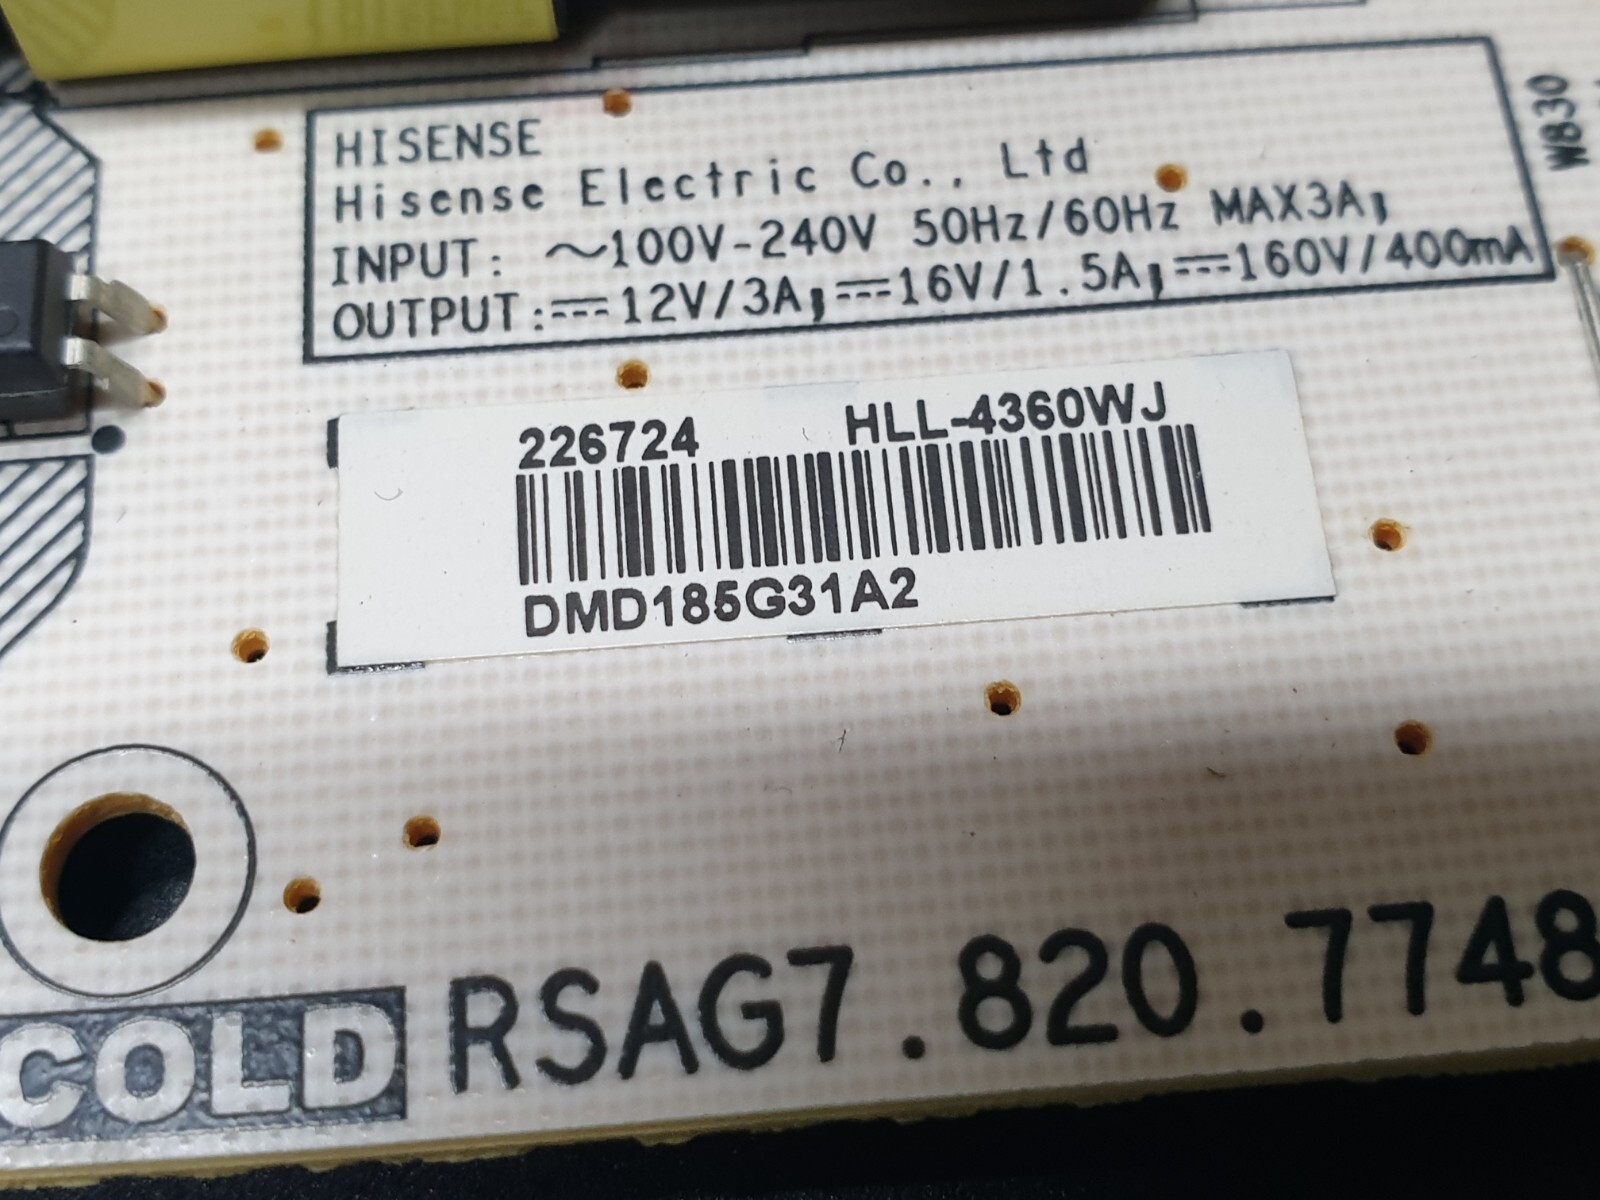 HISENSE
Hisense Electric Co., Ltd
INPUT: ~100V-240V 50Hz/60Hz MAX3A,
OUTPUT:⎓12V/3A,⎓16V/1.5A,⎓160V/400mA
W830
226724 HLL-4360WJ
DMD185G31A2
COLD RSAG7.820.7748